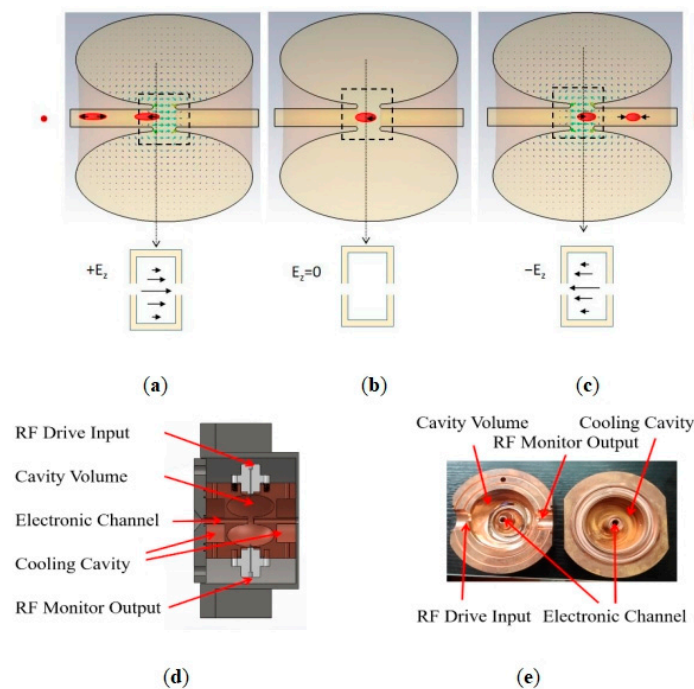 +Ez
Ez=0
−Ez
(a)
(b)
(c)
RF Drive Input
Cavity Volume
Electronic Channel
Cooling Cavity
RF Monitor Output
Cavity Volume
Cooling Cavity
RF Monitor Output
RF Drive Input
Electronic Channel
(d)
(e)